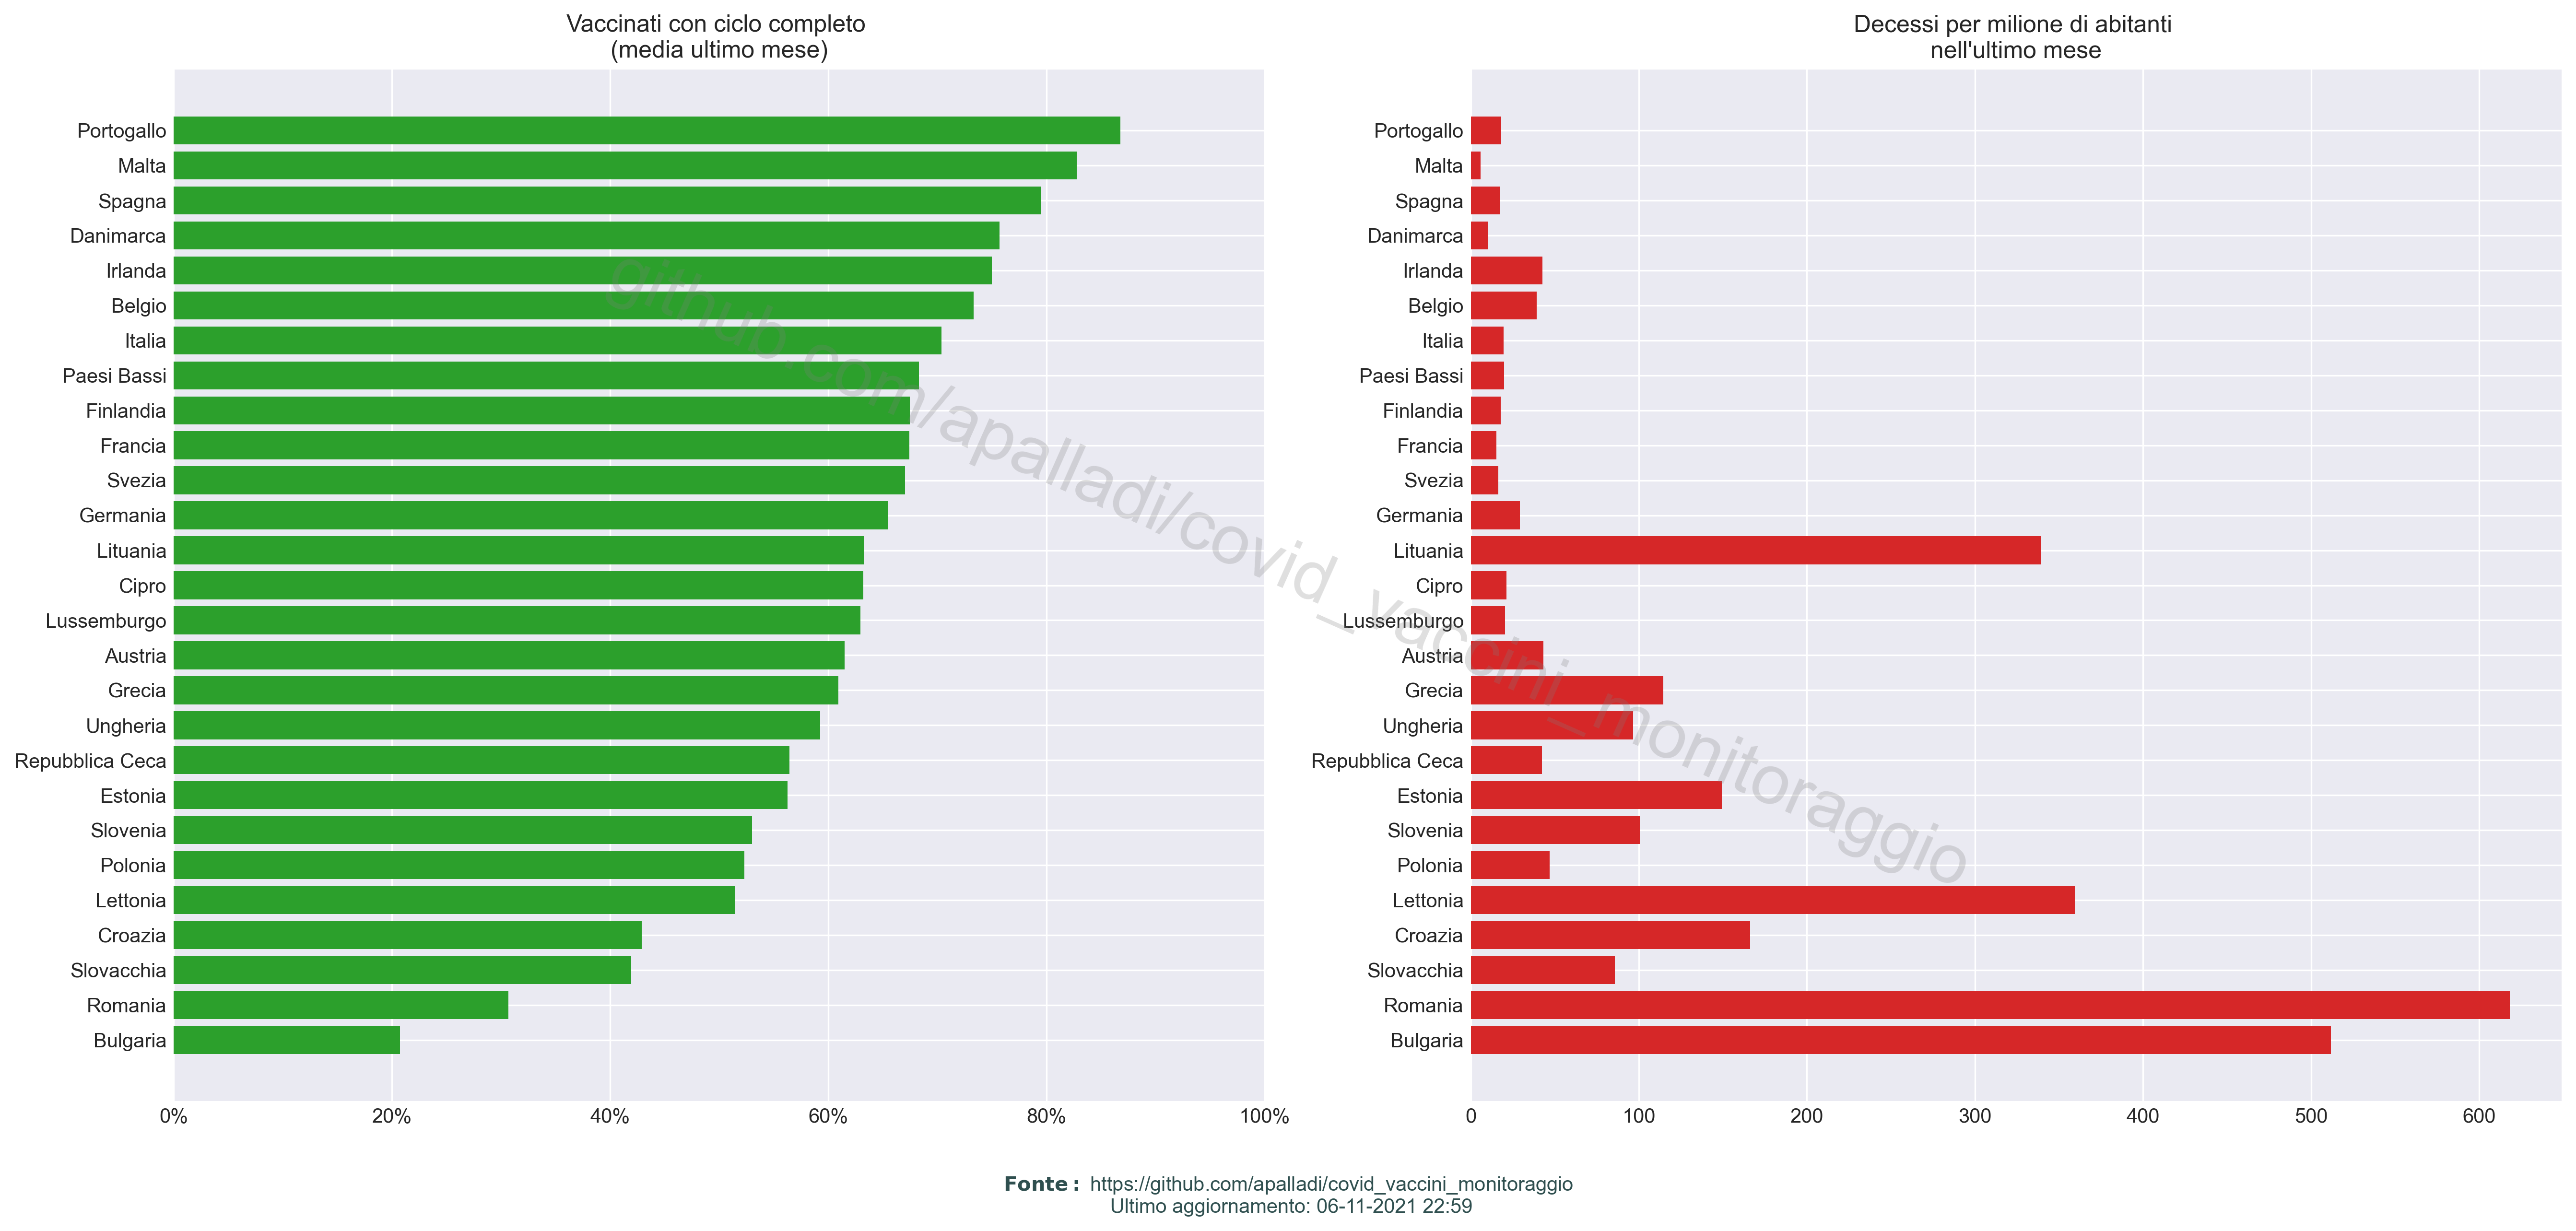 Vaccinati con ciclo completo
(media ultimo mese)
Portogallo
Malta
Spagna
Danimarca
Irlanda
Belgio
Italia
Paesi Bassi
Finlandia
Francia
Svezia
Germania
Lituania
Cipro
Lussemburgo
Austria
Grecia
Ungheria
Repubblica Ceca
Estonia
Slovenia
Polonia
Lettonia
Croazia
Slovacchia
Romania
Bulgaria
0% 20% 40% 60% 80% 100%
Decessi per milione di abitanti
nell'ultimo mese
Portogallo
Malta
Spagna
Danimarca
Irlanda
Belgio
Italia
Paesi Bassi
Finlandia
Francia
Svezia
Germania
Lituania
Cipro
Lussemburgo
Austria
Grecia
Ungheria
Repubblica Ceca
Estonia
Slovenia
Polonia
Lettonia
Croazia
Slovacchia
Romania
Bulgaria
0 100 200 300 400 500 600
github.com/apalladi/covid_vaccini_monitoraggio
Fonte: https://github.com/apalladi/covid_vaccini_monitoraggio
Ultimo aggiornamento: 06-11-2021 22:59